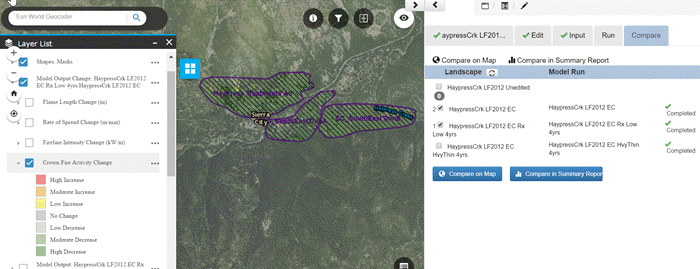 Esri World Geocoder
Layer List
Shapes: Masks
Model Output Change: HaypressCrk LF2012
EC Rx Low 4yrs-HaypressCrk LF2012 EC
Flame Length Change (m)
Rate of Spread Change (m/min)
Fireline Intensity Change (kW/m)
Crown Fire Activity Change
High Increase
Moderate Increase
Low Increase
No Change
Low Decrease
Moderate Decrease
High Decrease
Model Output: HaypressCrk LF2012 EC Rx
Haypress
Sierra
City
aypressCrk LF201...
Edit
Input
Run
Compare
Compare on Map
Compare in Summary Report
Landscape
Model Run
HaypressCrk LF2012 Unedited
0
2 HaypressCrk LF2012 EC
HaypressCrk LF2012 EC
Completed
1 HaypressCrk LF2012 EC Rx
Low 4yrs
HaypressCrk LF2012 EC Rx Low
4yrs
Completed
HaypressCrk LF2012 EC
HvyThin 4yrs
HaypressCrk LF2012 EC HvyThin
4yrs
Completed
Compare on Map
Compare in Summary Report